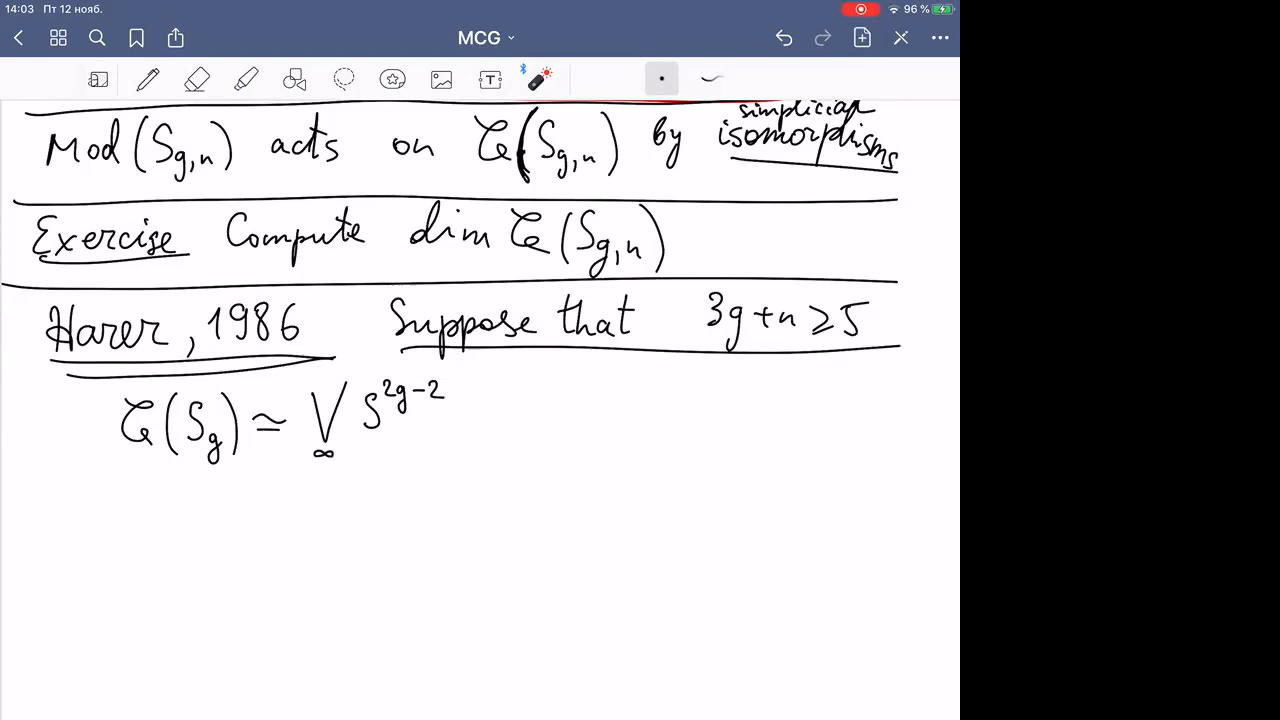 14:03 Пт 12 нояб. 96 %
MCG
T
simplicial
Mod (S_{g,n}) acts on 𝒞(S_{g,n}) by isomorphisms
Exercise Compute dim 𝒞(S_{g,n})
Harer, 1986 Suppose that 3g+n ≥ 5
𝒞(S_g) ≃ ⋁_∞ S^{2g-2}